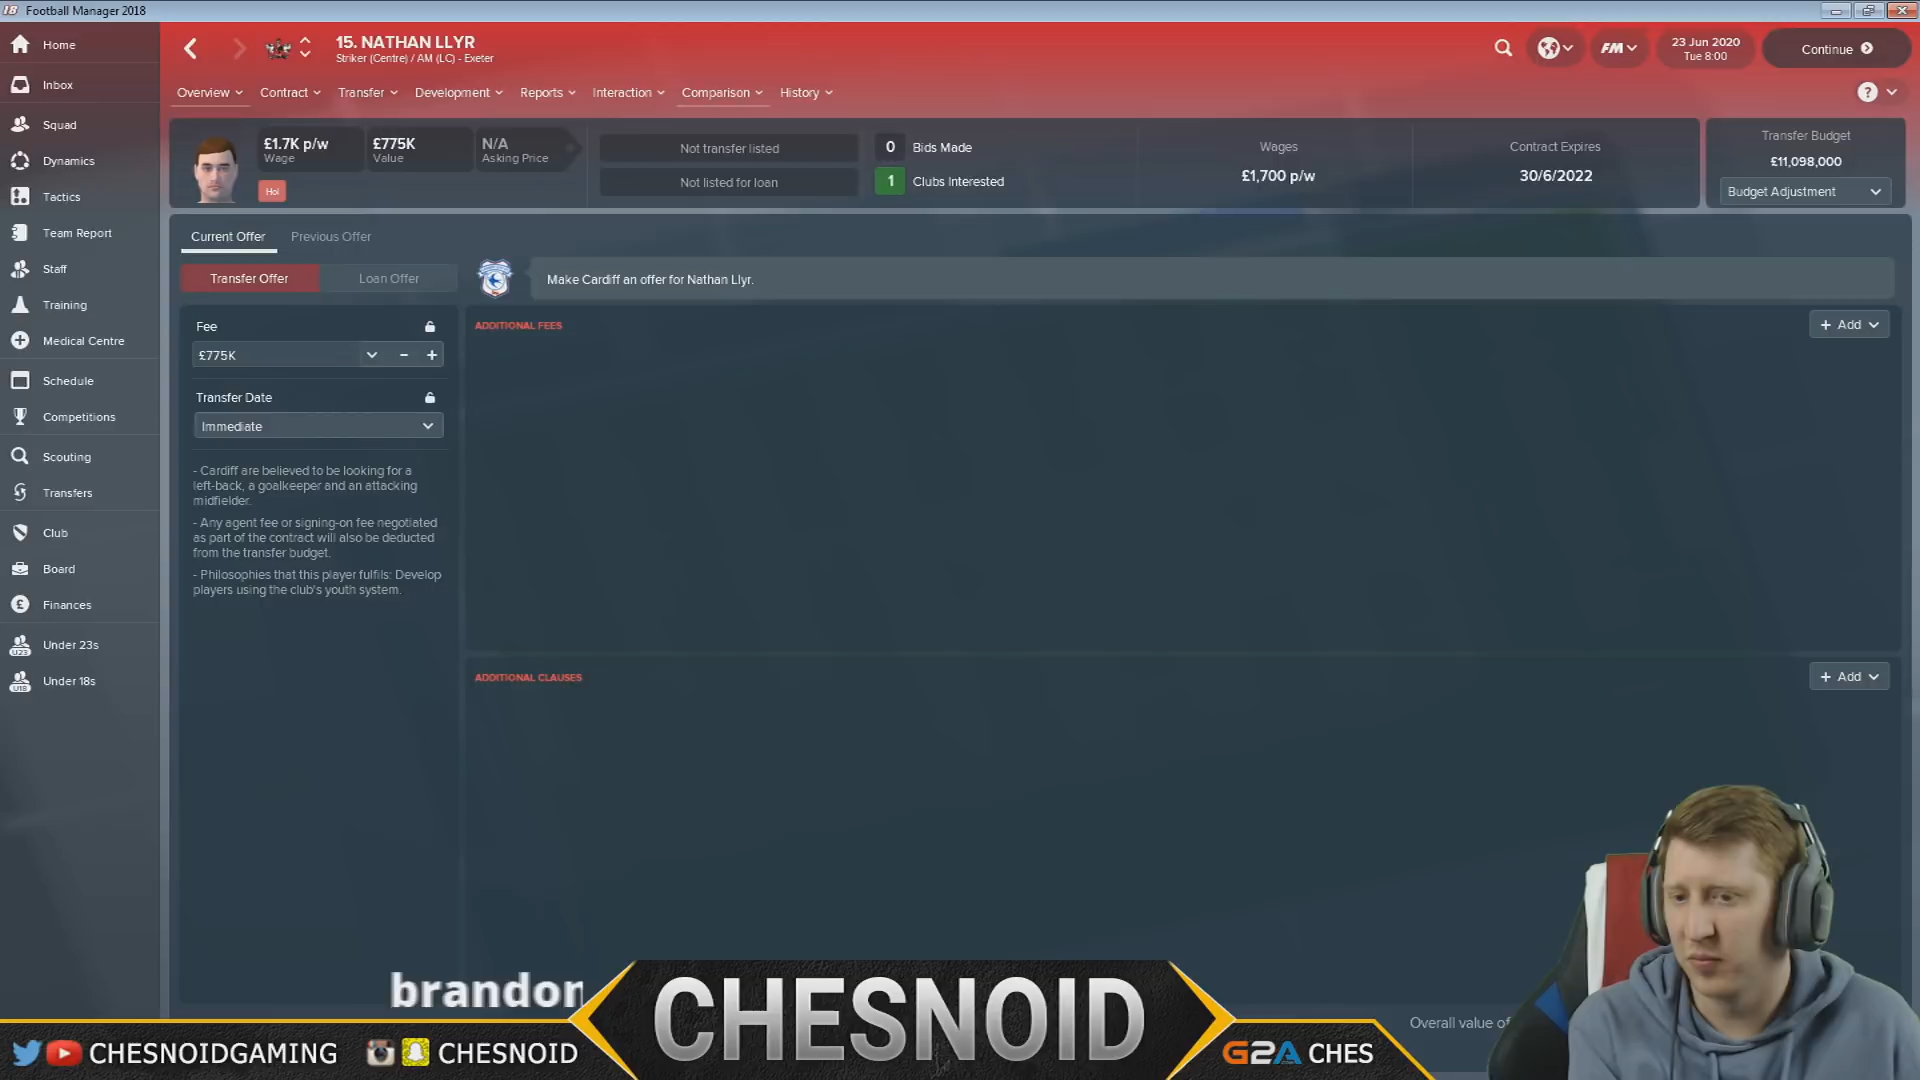 Football Manager 2018
Home
Inbox
Squad
Dynamics
Tactics
Team Report
Staff
Training
Medical Centre
Schedule
Competitions
Scouting
Transfers
Club
Board
Finances
Under 23s
Under 18s
15. NATHAN LLYR
Striker (Centre) / AM (LC) - Exeter
FM
23 Jun 2020
Tue 8:00
Continue
Overview
Contract
Transfer
Development
Reports
Interaction
Comparison
History
£1.7K p/w
Wage
£775K
Value
N/A
Asking Price
Hol
Not transfer listed
Not listed for loan
0 Bids Made
1 Clubs Interested
Wages
£1,700 p/w
Contract Expires
30/6/2022
Transfer Budget
£11,098,000
Budget Adjustment
Current Offer
Previous Offer
Transfer Offer
Loan Offer
Make Cardiff an offer for Nathan Llyr.
Fee
£775K
Transfer Date
Immediate
- Cardiff are believed to be looking for a
left-back, a goalkeeper and an attacking
midfielder.
- Any agent fee or signing-on fee negotiated
as part of the contract will also be deducted
from the transfer budget.
- Philosophies that this player fulfils: Develop
players using the club's youth system.
ADDITIONAL FEES
+ Add
ADDITIONAL CLAUSES
+ Add
Overall value of
brandon
CHESNOID
CHESNOIDGAMING
CHESNOID
G2A CHES